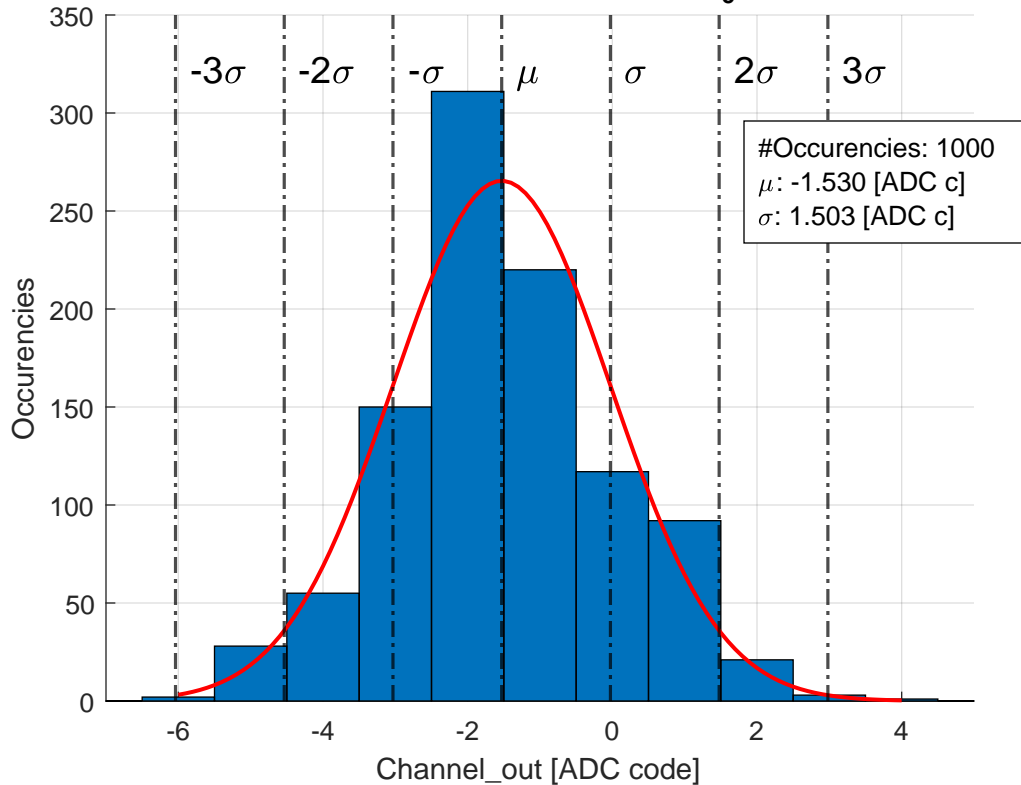 350
300
250
200
150
100
50
0
Occurencies
-3σ -2σ -σ μ σ 2σ 3σ
#Occurencies: 1000
μ: -1.530 [ADC c]
σ: 1.503 [ADC c]
-6 -4 -2 0 2 4
Channel_out [ADC code]